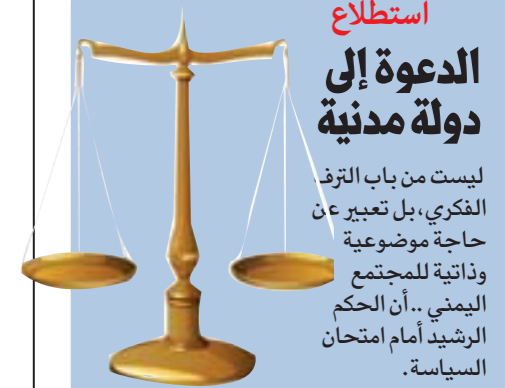 استطلاع
الدعوة إلى
دولة مدنية
ليست من باب الترف
الفكري، بل تعبير عن
حاجة موضوعية
وذاتية للمجتمع
اليمني .. أن الحكم
الرشيد أمام امتحان
السياسة.